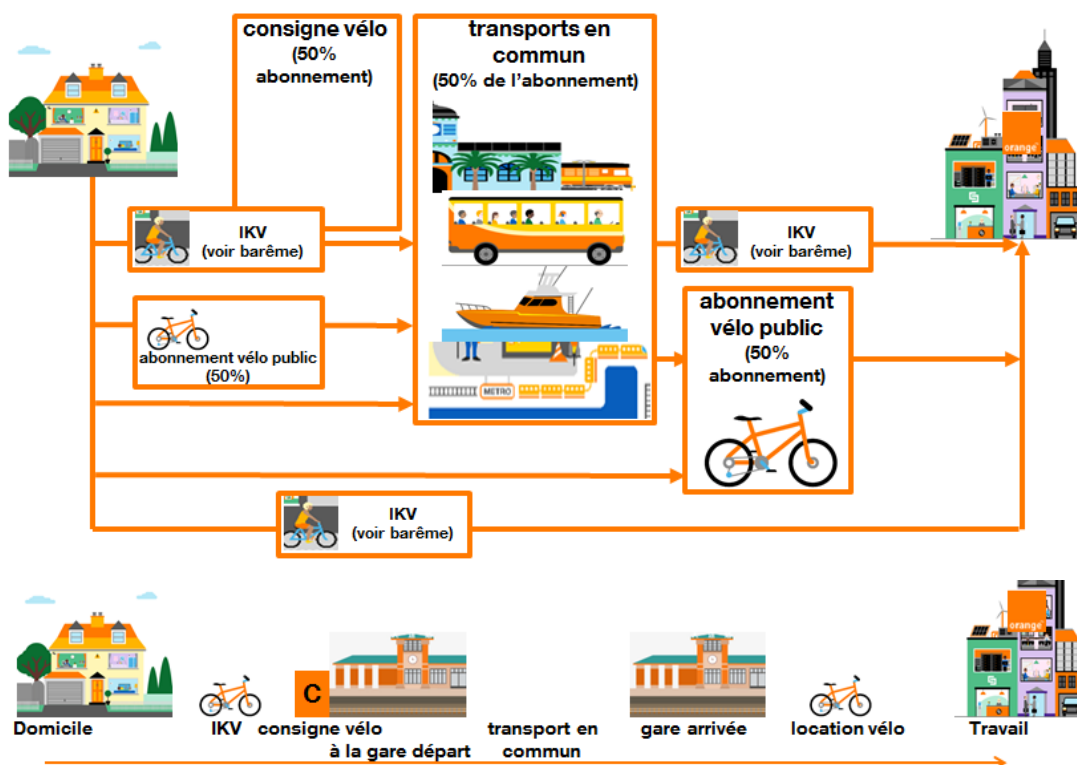 consigne vélo
(50%
abonnement)
transports en
commun
(50% de l'abonnement)
orange
IKV
(voir barême)
IKV
(voir barême)
abonnement vélo public
(50%)
METRO
abonnement
vélo public
(50%
abonnement)
IKV
(voir barême)
orange
C
Domicile
IKV
consigne vélo
à la gare départ
transport en
commun
gare arrivée
location vélo
Travail